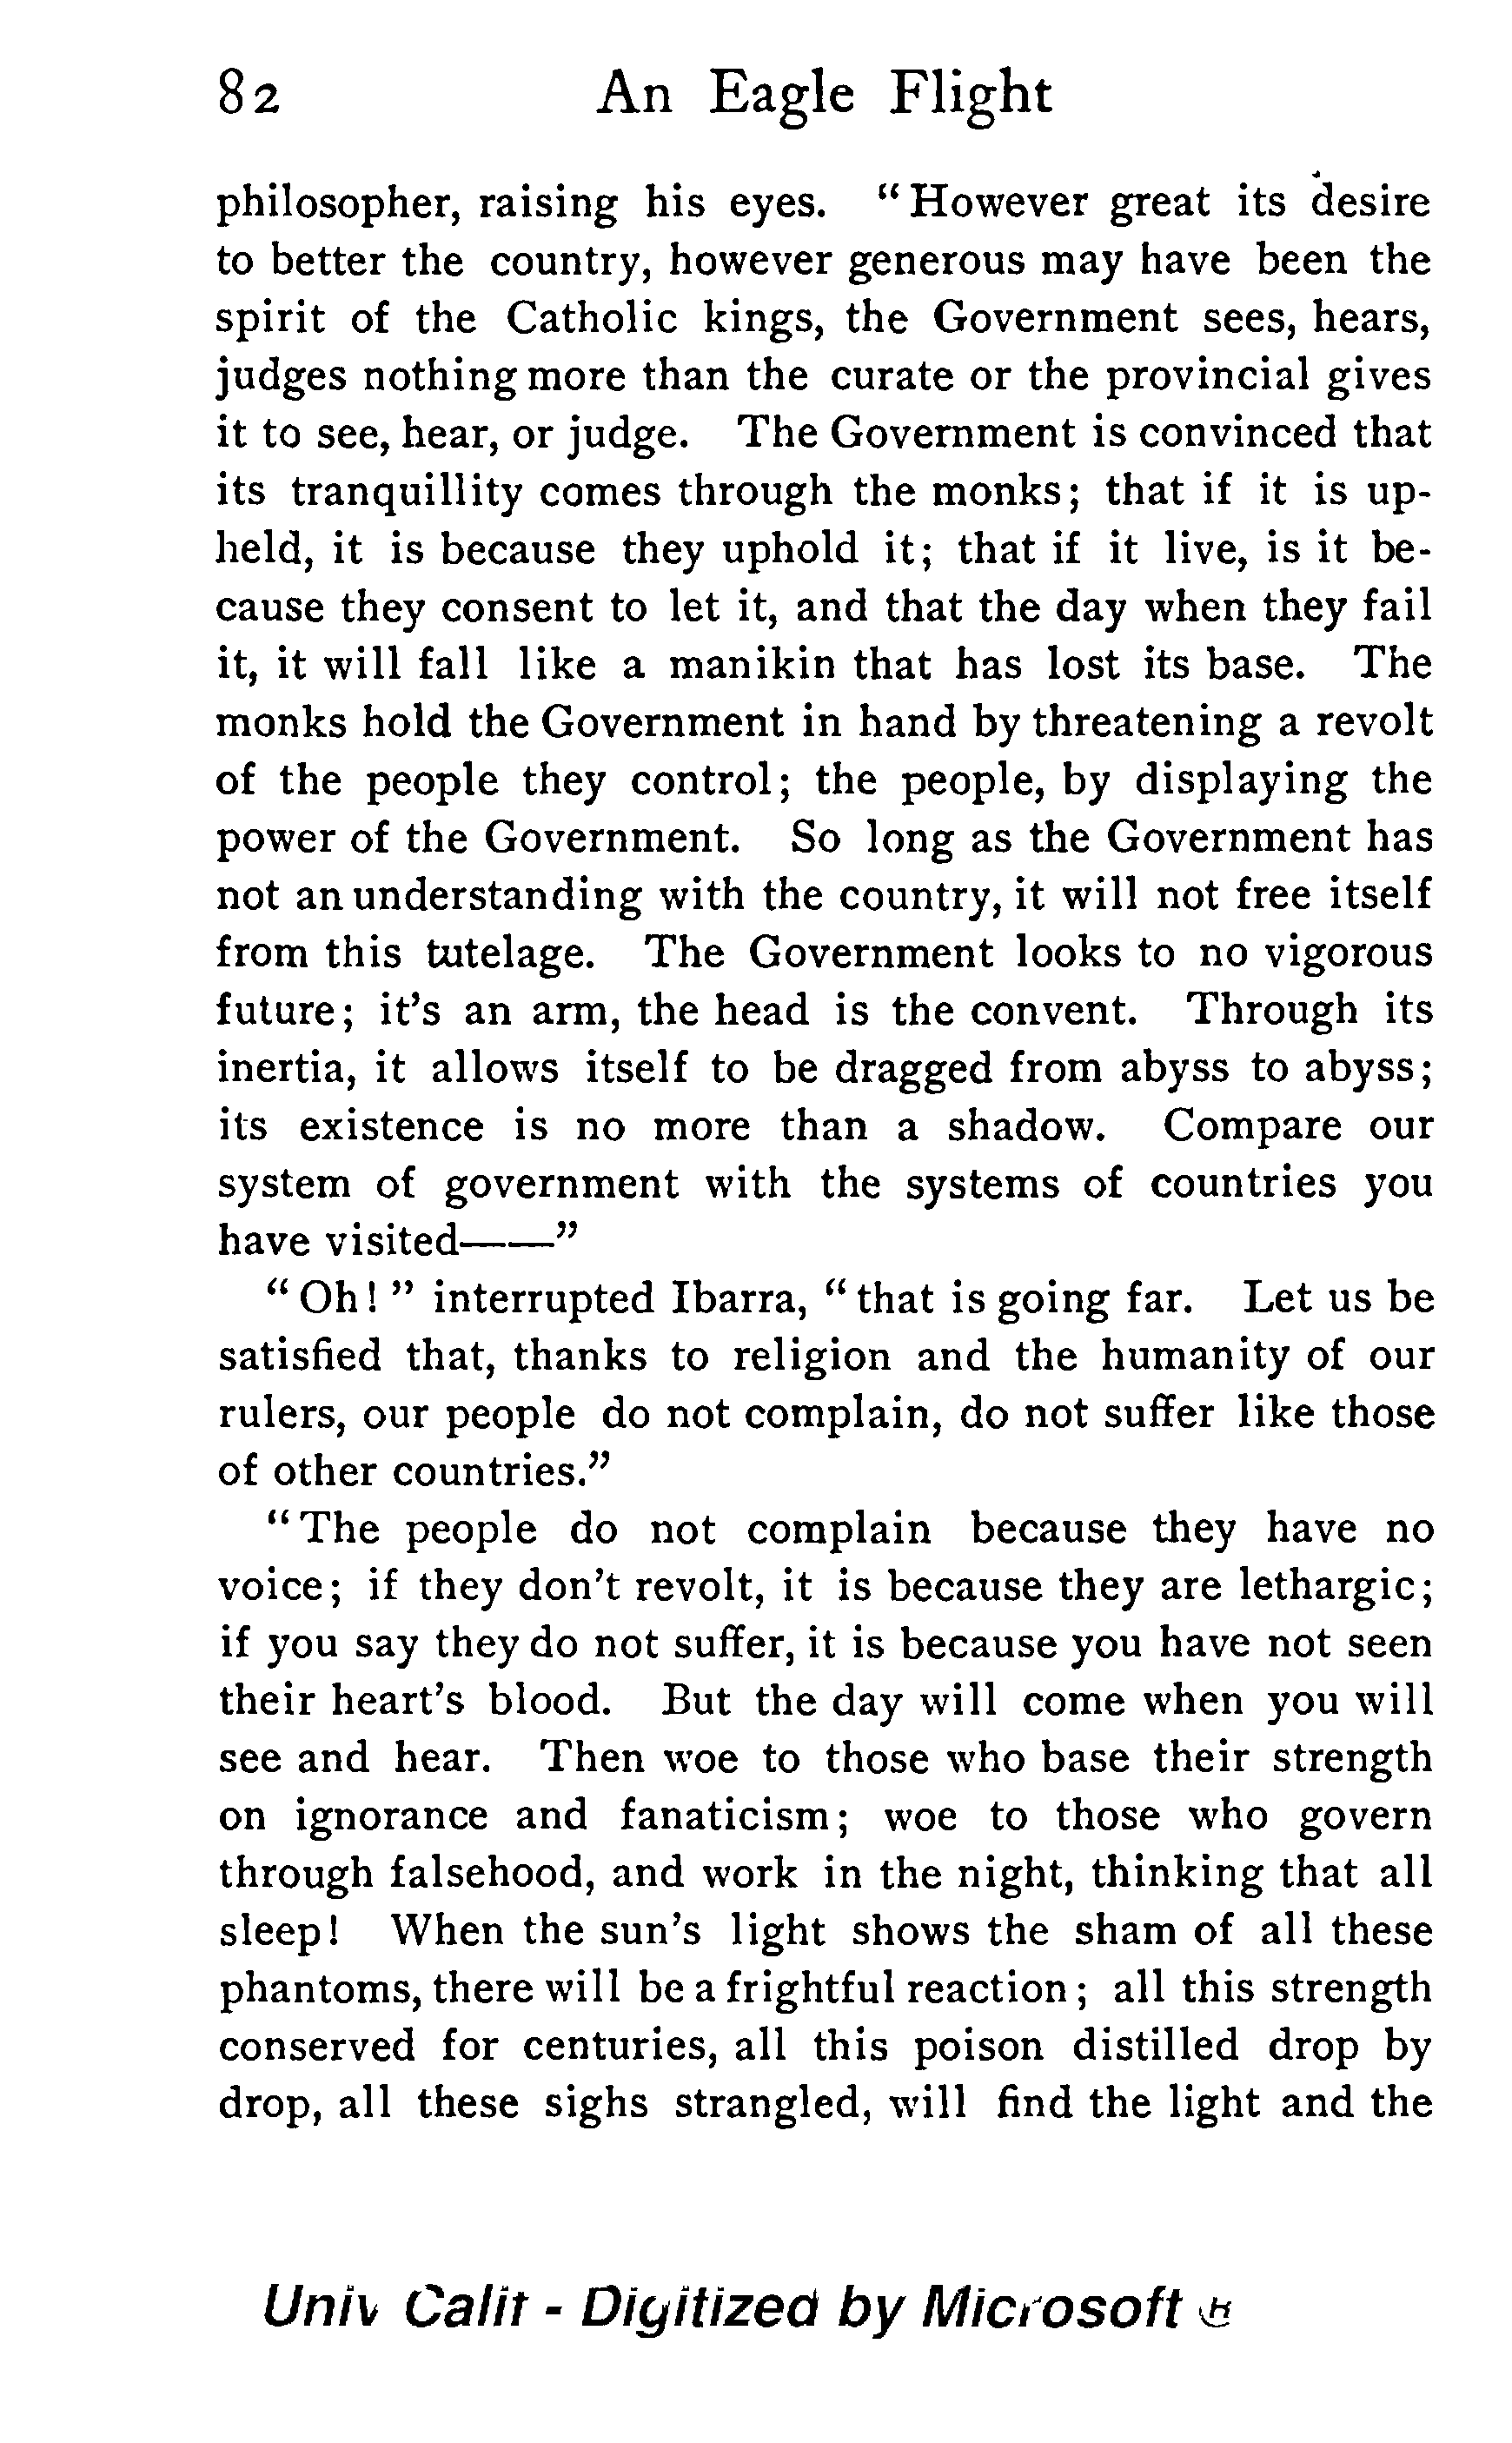 82 An Eagle Flight
philosopher, raising his eyes. "However great its desire
to better the country, however generous may have been the
spirit of the Catholic kings, the Government sees, hears,
judges nothing more than the curate or the provincial gives
it to see, hear, or judge. The Government is convinced that
its tranquillity comes through the monks; that if it is up-
held, it is because they uphold it; that if it live, is it be-
cause they consent to let it, and that the day when they fail
it, it will fall like a manikin that has lost its base. The
monks hold the Government in hand by threatening a revolt
of the people they control; the people, by displaying the
power of the Government. So long as the Government has
not an understanding with the country, it will not free itself
from this tutelage. The Government looks to no vigorous
future; it's an arm, the head is the convent. Through its
inertia, it allows itself to be dragged from abyss to abyss;
its existence is no more than a shadow. Compare our
system of government with the systems of countries you
have visited——"
"Oh!" interrupted Ibarra, "that is going far. Let us be
satisfied that, thanks to religion and the humanity of our
rulers, our people do not complain, do not suffer like those
of other countries."
"The people do not complain because they have no
voice; if they don't revolt, it is because they are lethargic;
if you say they do not suffer, it is because you have not seen
their heart's blood. But the day will come when you will
see and hear. Then woe to those who base their strength
on ignorance and fanaticism; woe to those who govern
through falsehood, and work in the night, thinking that all
sleep! When the sun's light shows the sham of all these
phantoms, there will be a frightful reaction; all this strength
conserved for centuries, all this poison distilled drop by
drop, all these sighs strangled, will find the light and the
Univ Calif - Digitized by Microsoft ®